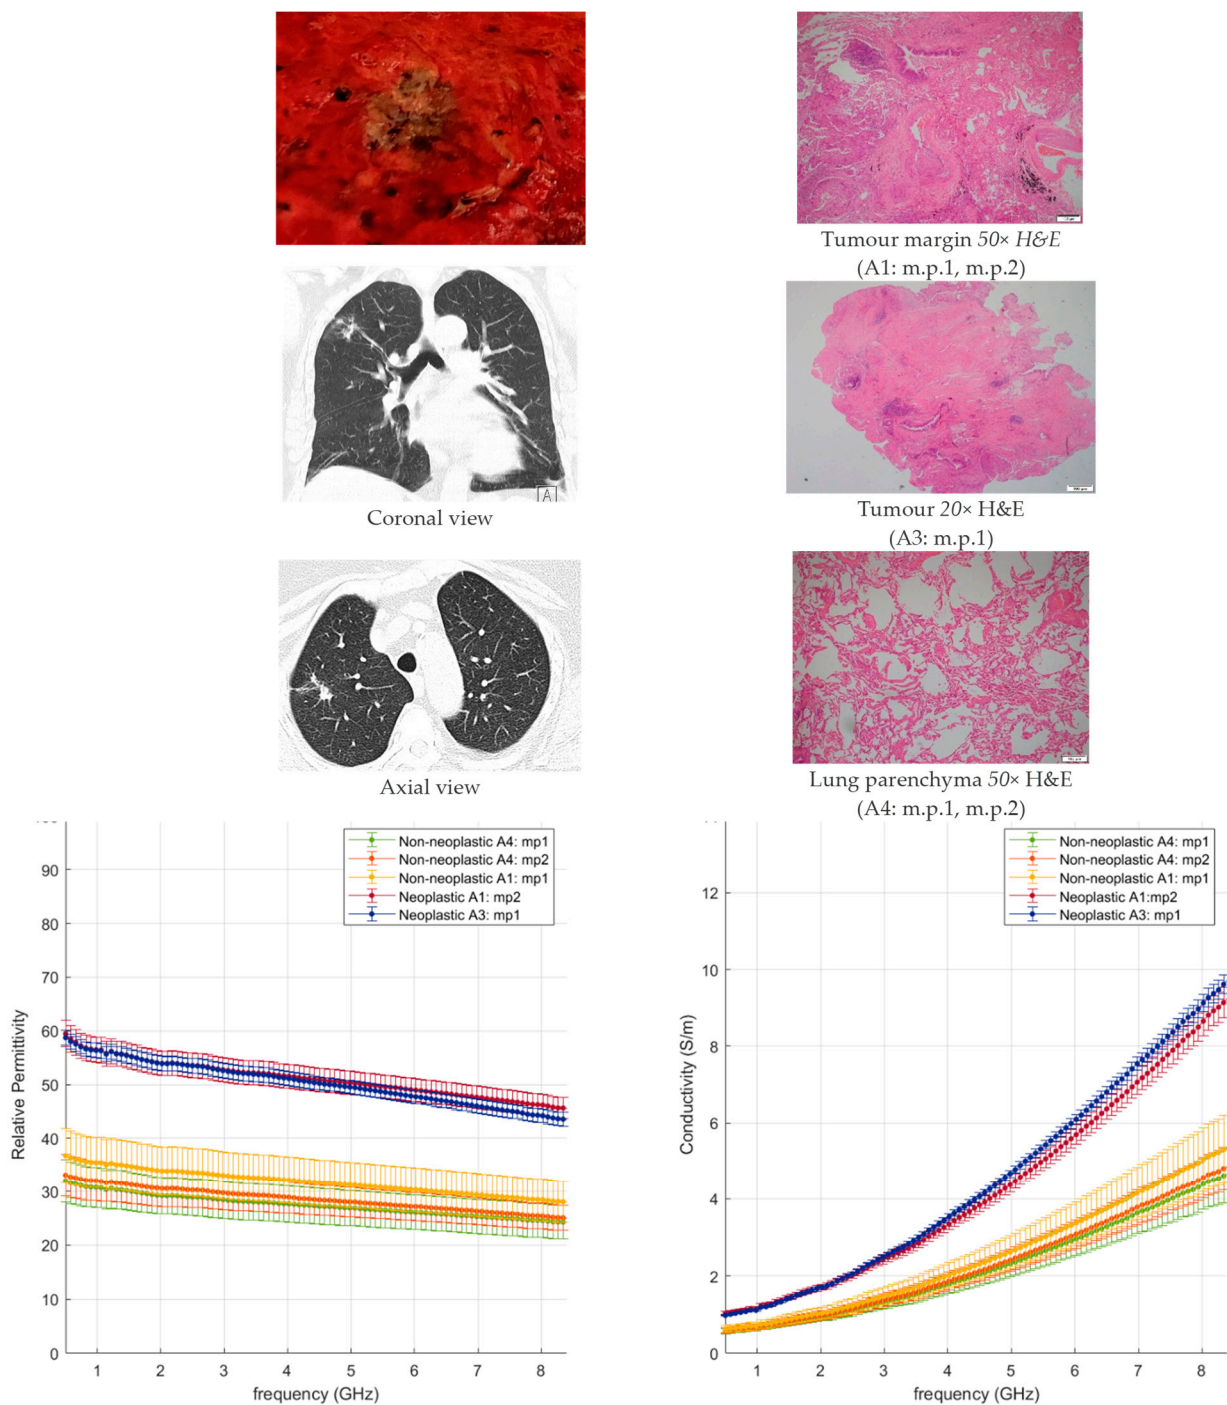 Tumour margin 50× H&E
(A1: m.p.1, m.p.2)
A
Coronal view
Tumour 20× H&E
(A3: m.p.1)
Axial view
Lung parenchyma 50× H&E
(A4: m.p.1, m.p.2)
Non-neoplastic A4: mp1
Non-neoplastic A4: mp2
Non-neoplastic A1: mp1
Neoplastic A1: mp2
Neoplastic A3: mp1
90
80
70
60
50
40
30
20
10
0
Relative Permittivity
1 2 3 4 5 6 7 8
frequency (GHz)
Non-neoplastic A4: mp1
Non-neoplastic A4: mp2
Non-neoplastic A1: mp1
Neoplastic A1:mp2
Neoplastic A3: mp1
12
10
8
6
4
2
0
Conductivity (S/m)
1 2 3 4 5 6 7 8
frequency (GHz)